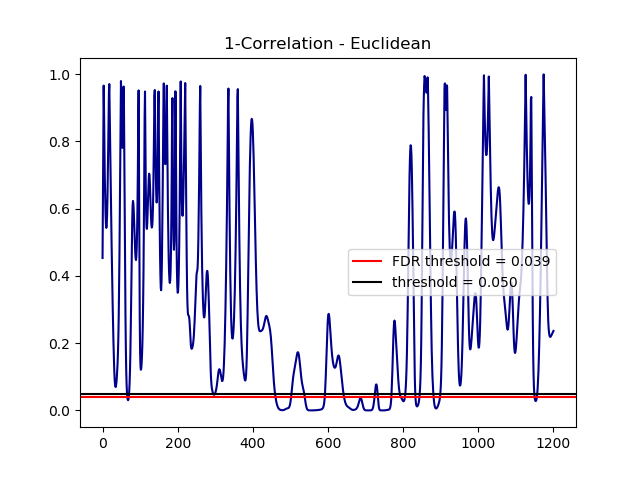 1-Correlation - Euclidean
1.0
0.8
0.6
0.4
0.2
0.0
FDR threshold = 0.039
threshold = 0.050
0 200 400 600 800 1000 1200